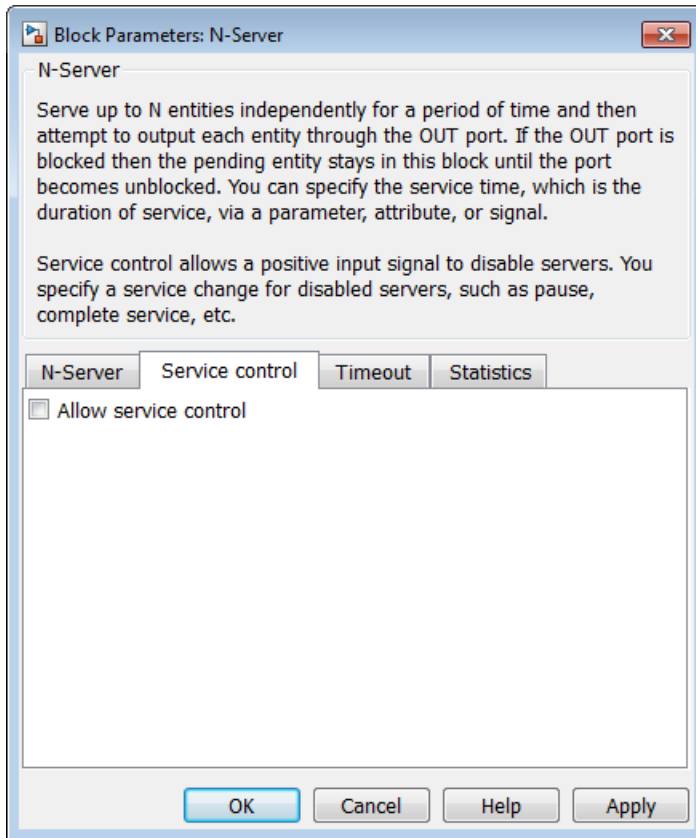 Block Parameters: N-Server
N-Server
Serve up to N entities independently for a period of time and then
attempt to output each entity through the OUT port. If the OUT port is
blocked then the pending entity stays in this block until the port
becomes unblocked. You can specify the service time, which is the
duration of service, via a parameter, attribute, or signal.
Service control allows a positive input signal to disable servers. You
specify a service change for disabled servers, such as pause,
complete service, etc.
N-Server Service control Timeout Statistics
Allow service control
OK Cancel Help Apply